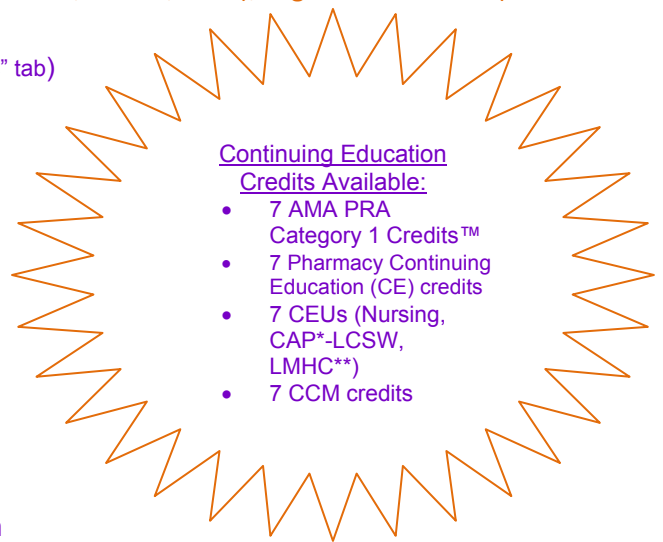 ” tab)
Continuing Education
Credits Available:
• 7 AMA PRA
Category 1 Credits™
• 7 Pharmacy Continuing
Education (CE) credits
• 7 CEUs (Nursing,
CAP*-LCSW,
LMHC**)
• 7 CCM credits